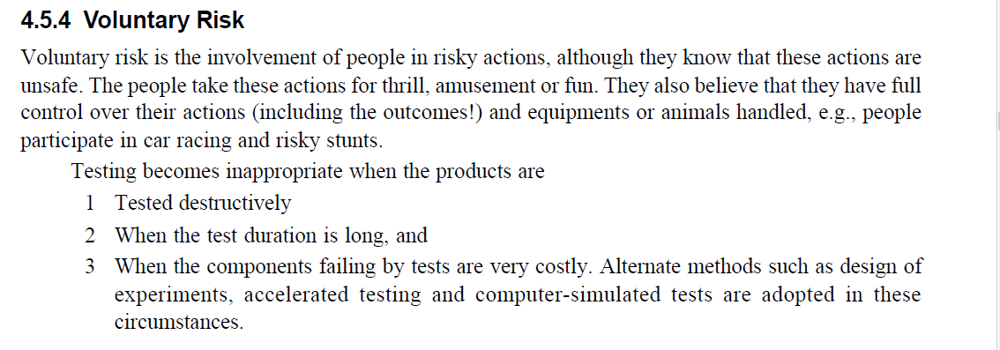 4.5.4 Voluntary Risk
Voluntary risk is the involvement of people in risky actions, although they know that these actions are
unsafe. The people take these actions for thrill, amusement or fun. They also believe that they have full
control over their actions (including the outcomes!) and equipments or animals handled, e.g., people
participate in car racing and risky stunts.
Testing becomes inappropriate when the products are
1 Tested destructively
2 When the test duration is long, and
3 When the components failing by tests are very costly. Alternate methods such as design of
experiments, accelerated testing and computer-simulated tests are adopted in these
circumstances.